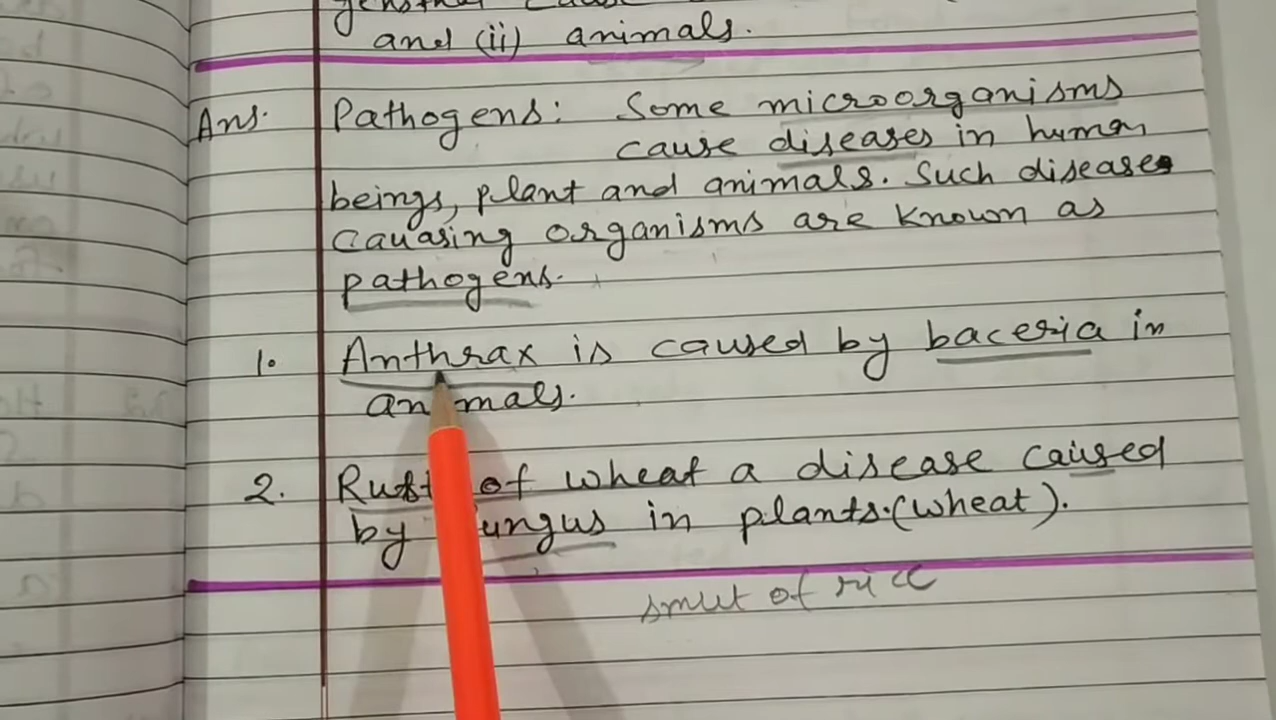 and (ii) animals.
Ans. Pathogens: Some microorganisms
cause diseases in human
beings, plant and animals. Such diseases
cauasing organisms are known as
pathogens.
1. Anthrax is caused by baceria in
animals.
2. Rust of wheat a disease caused
by fungus in plants. (wheat).
smut of rice